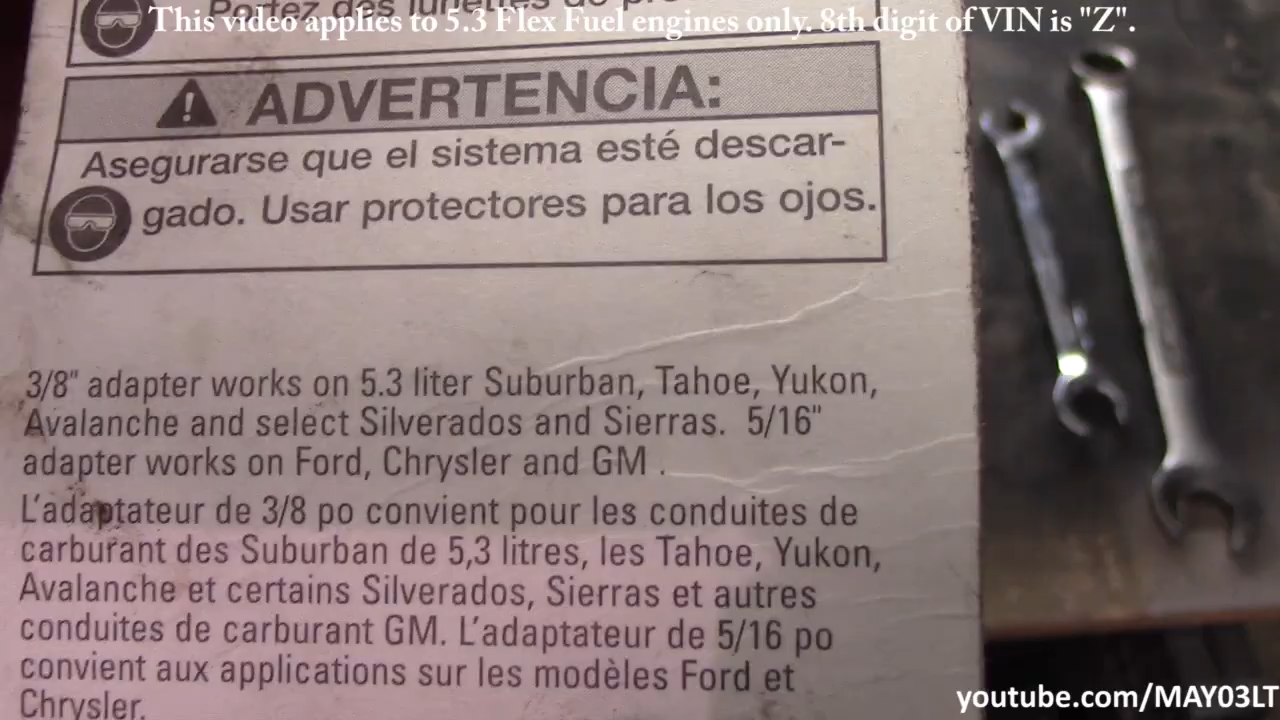 Portez des lunettes de pr
This video applies to 5.3 Flex Fuel engines only. 8th digit of VIN is "Z".
ADVERTENCIA:
Asegurarse que el sistema esté descar-
gado. Usar protectores para los ojos.
3/8" adapter works on 5.3 liter Suburban, Tahoe, Yukon,
Avalanche and select Silverados and Sierras. 5/16"
adapter works on Ford, Chrysler and GM .
L'adaptateur de 3/8 po convient pour les conduites de
carburant des Suburban de 5,3 litres, les Tahoe, Yukon,
Avalanche et certains Silverados, Sierras et autres
conduites de carburant GM. L'adaptateur de 5/16 po
convient aux applications sur les modèles Ford et
Chrysler.
youtube.com/MAY03LT